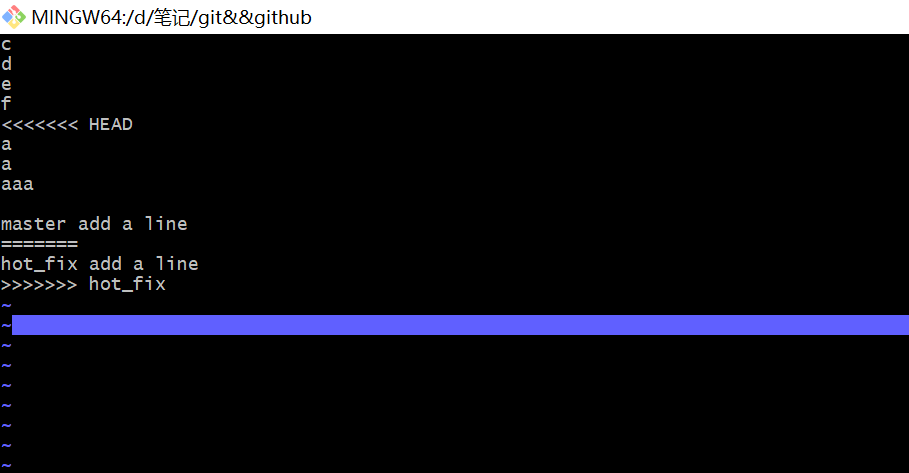 MINGW64:/d/笔记/git&&github
c
d
e
f
<<<<<<< HEAD
a
a
aaa

master add a line
=======
hot_fix add a line
>>>>>>> hot_fix
~
~
~
~
~
~
~
~
~